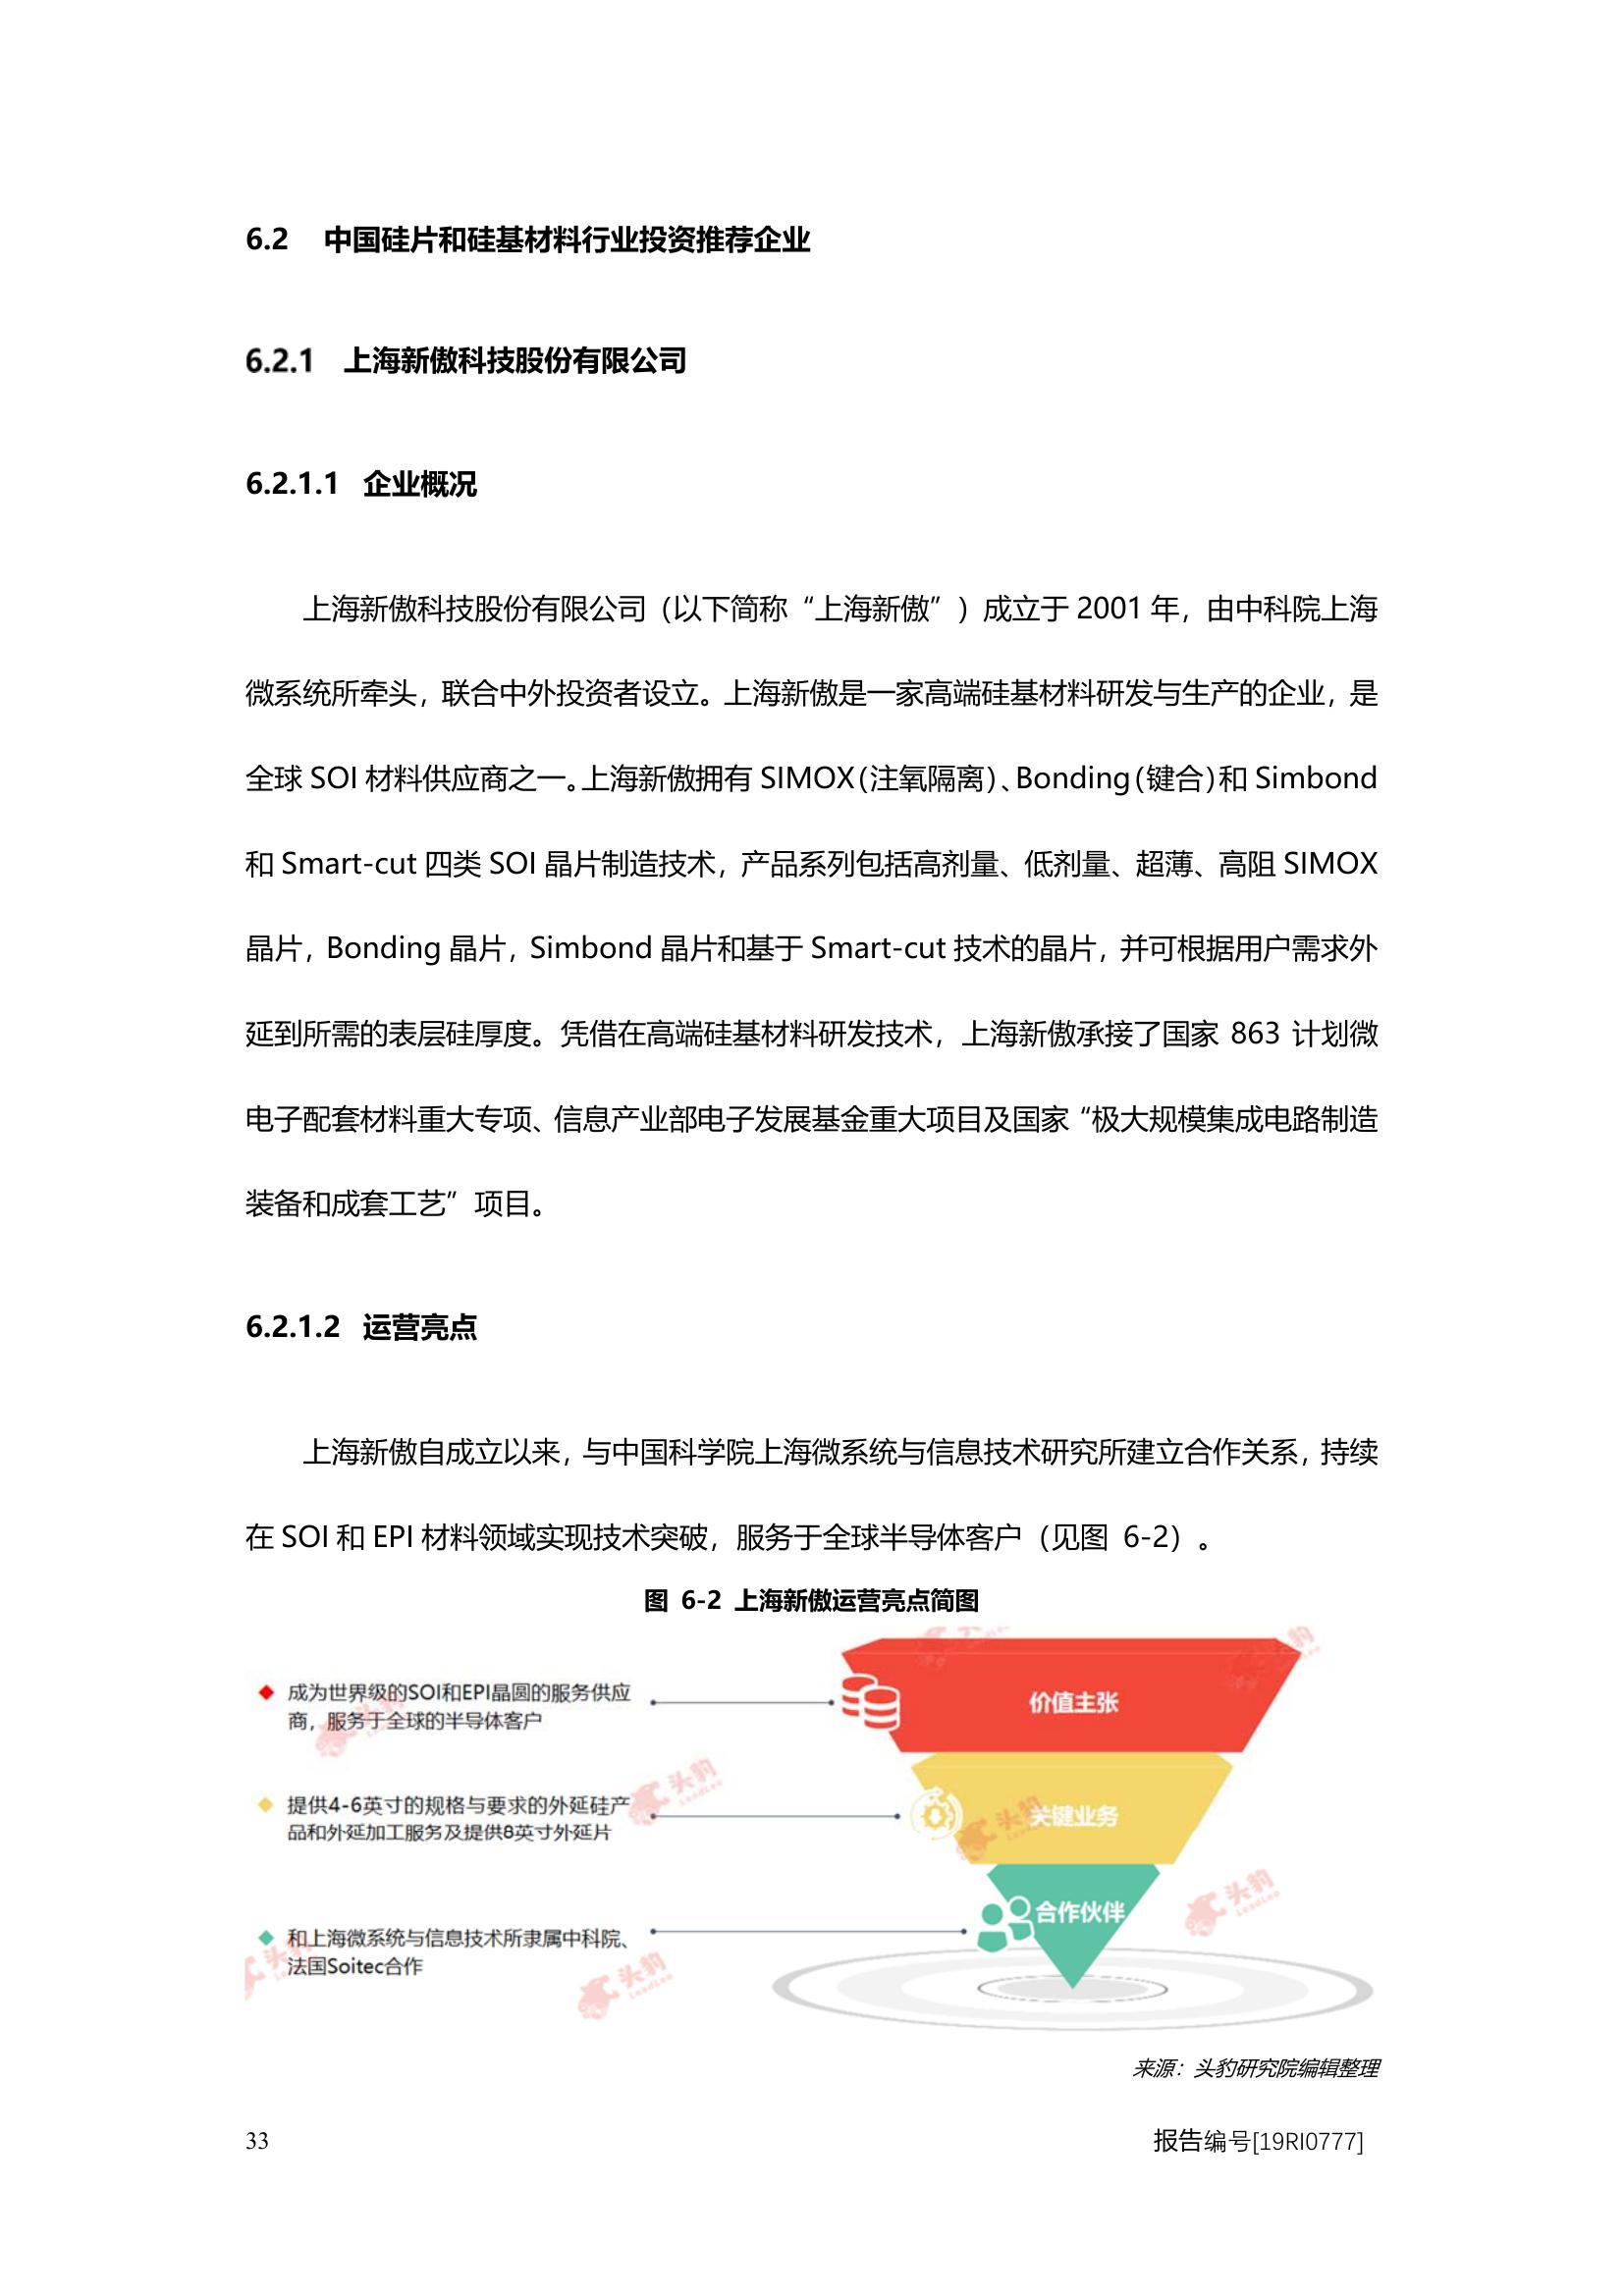 6.2 中国硅片和硅基材料行业投资推荐企业
6.2.1 上海新傲科技股份有限公司
6.2.1.1 企业概况
上海新傲科技股份有限公司（以下简称“上海新傲”）成立于 2001 年，由中科院上海
微系统所牵头，联合中外投资者设立。上海新傲是一家高端硅基材料研发与生产的企业，是
全球 SOI 材料供应商之一。上海新傲拥有 SIMOX（注氧隔离）、Bonding（键合）和 Simbond
和 Smart-cut 四类 SOI 晶片制造技术，产品系列包括高剂量、低剂量、超薄、高阻 SIMOX
晶片，Bonding 晶片，Simbond 晶片和基于 Smart-cut 技术的晶片，并可根据用户需求外
延到所需的表层硅厚度。凭借在高端硅基材料研发技术，上海新傲承接了国家 863 计划微
电子配套材料重大专项、信息产业部电子发展基金重大项目及国家“极大规模集成电路制造
装备和成套工艺”项目。
6.2.1.2 运营亮点
上海新傲自成立以来，与中国科学院上海微系统与信息技术研究所建立合作关系，持续
在 SOI 和 EPI 材料领域实现技术突破，服务于全球半导体客户（见图 6-2）。
图 6-2 上海新傲运营亮点简图
成为世界级的SOI和EPI晶圆的服务供应
商，服务于全球的半导体客户
价值主张
提供4-6英寸的规格与要求的外延硅产
品和外延加工服务及提供8英寸外延片
关键业务
和上海微系统与信息技术所隶属中科院、
法国Soitec合作
合作伙伴
头豹
LeadLeo
来源：头豹研究院编辑整理
33 报告编号[19RI0777]